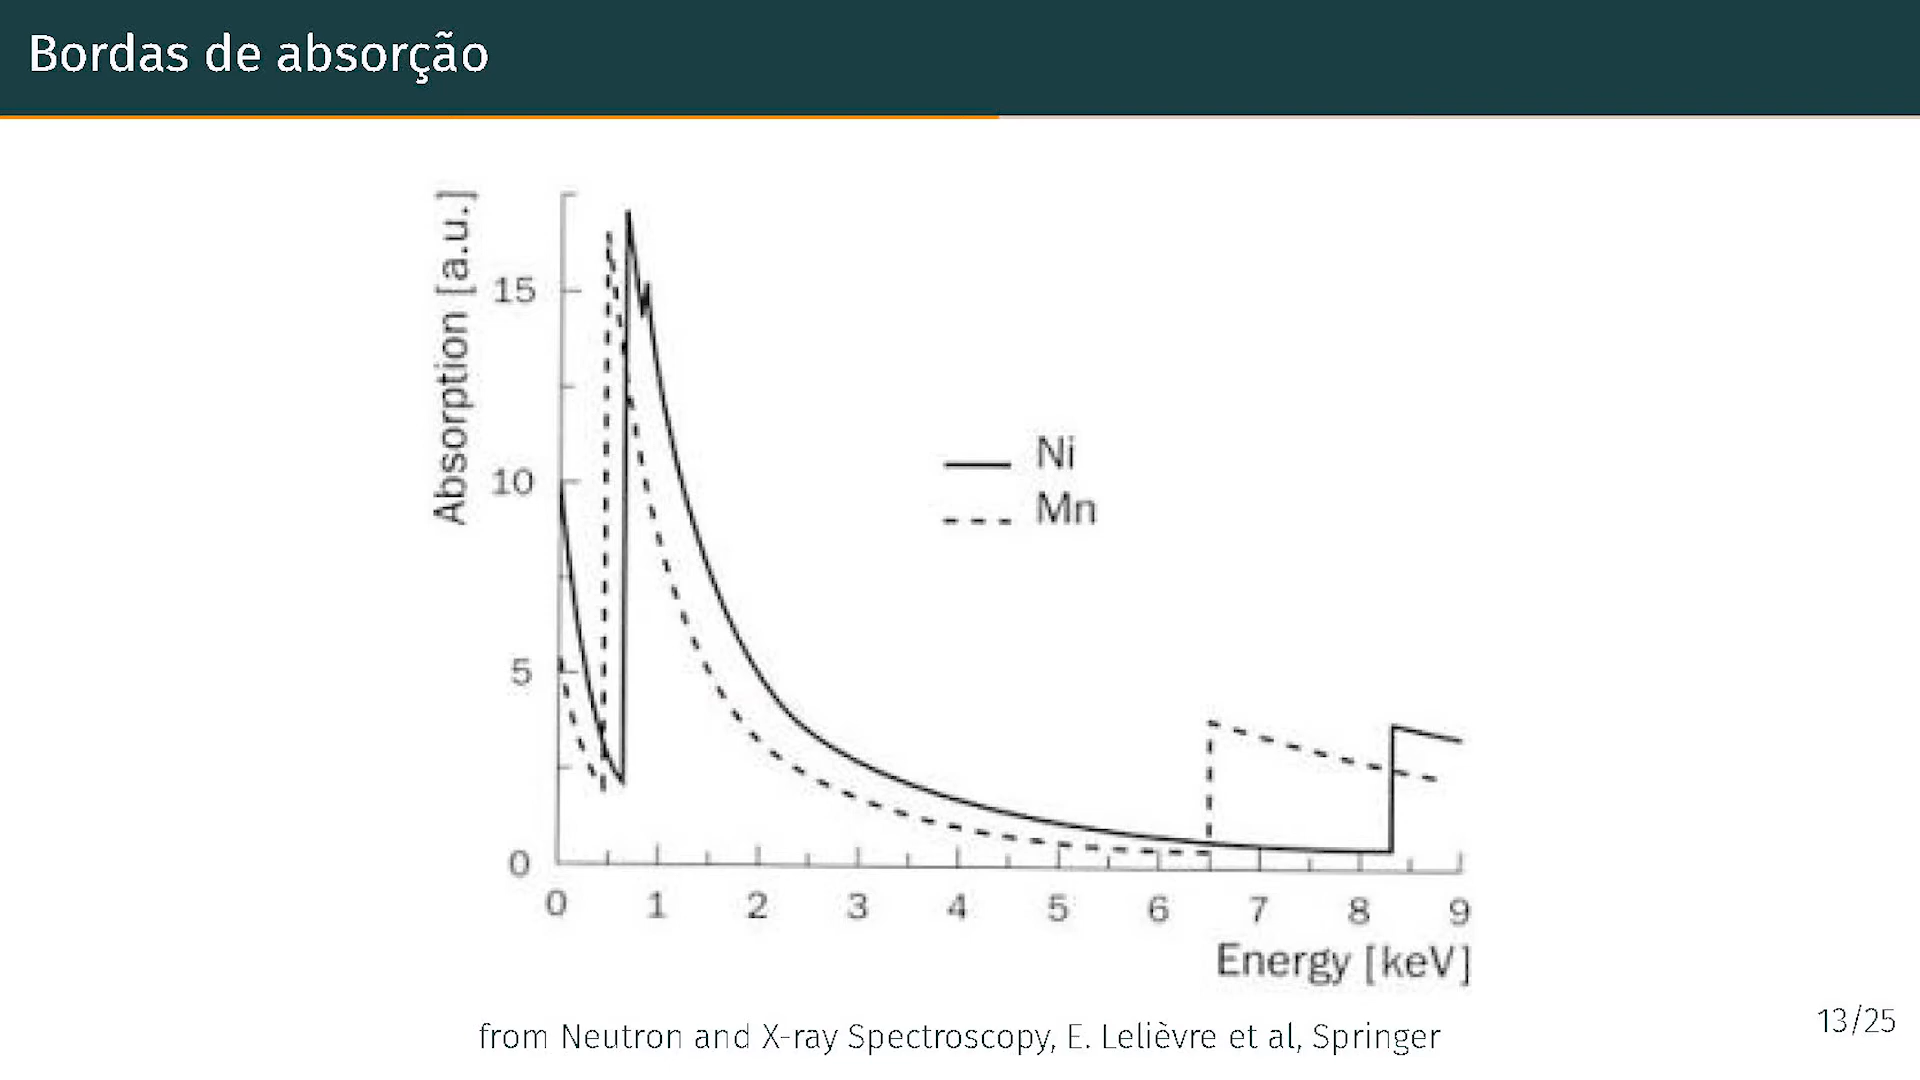 Bordas de absorção
Absorption [a.u.]
15
10
5
0
Ni
Mn
0 1 2 3 4 5 6 7 8 9
Energy [keV]
from Neutron and X-ray Spectroscopy, E. Lelièvre et al, Springer
13/25